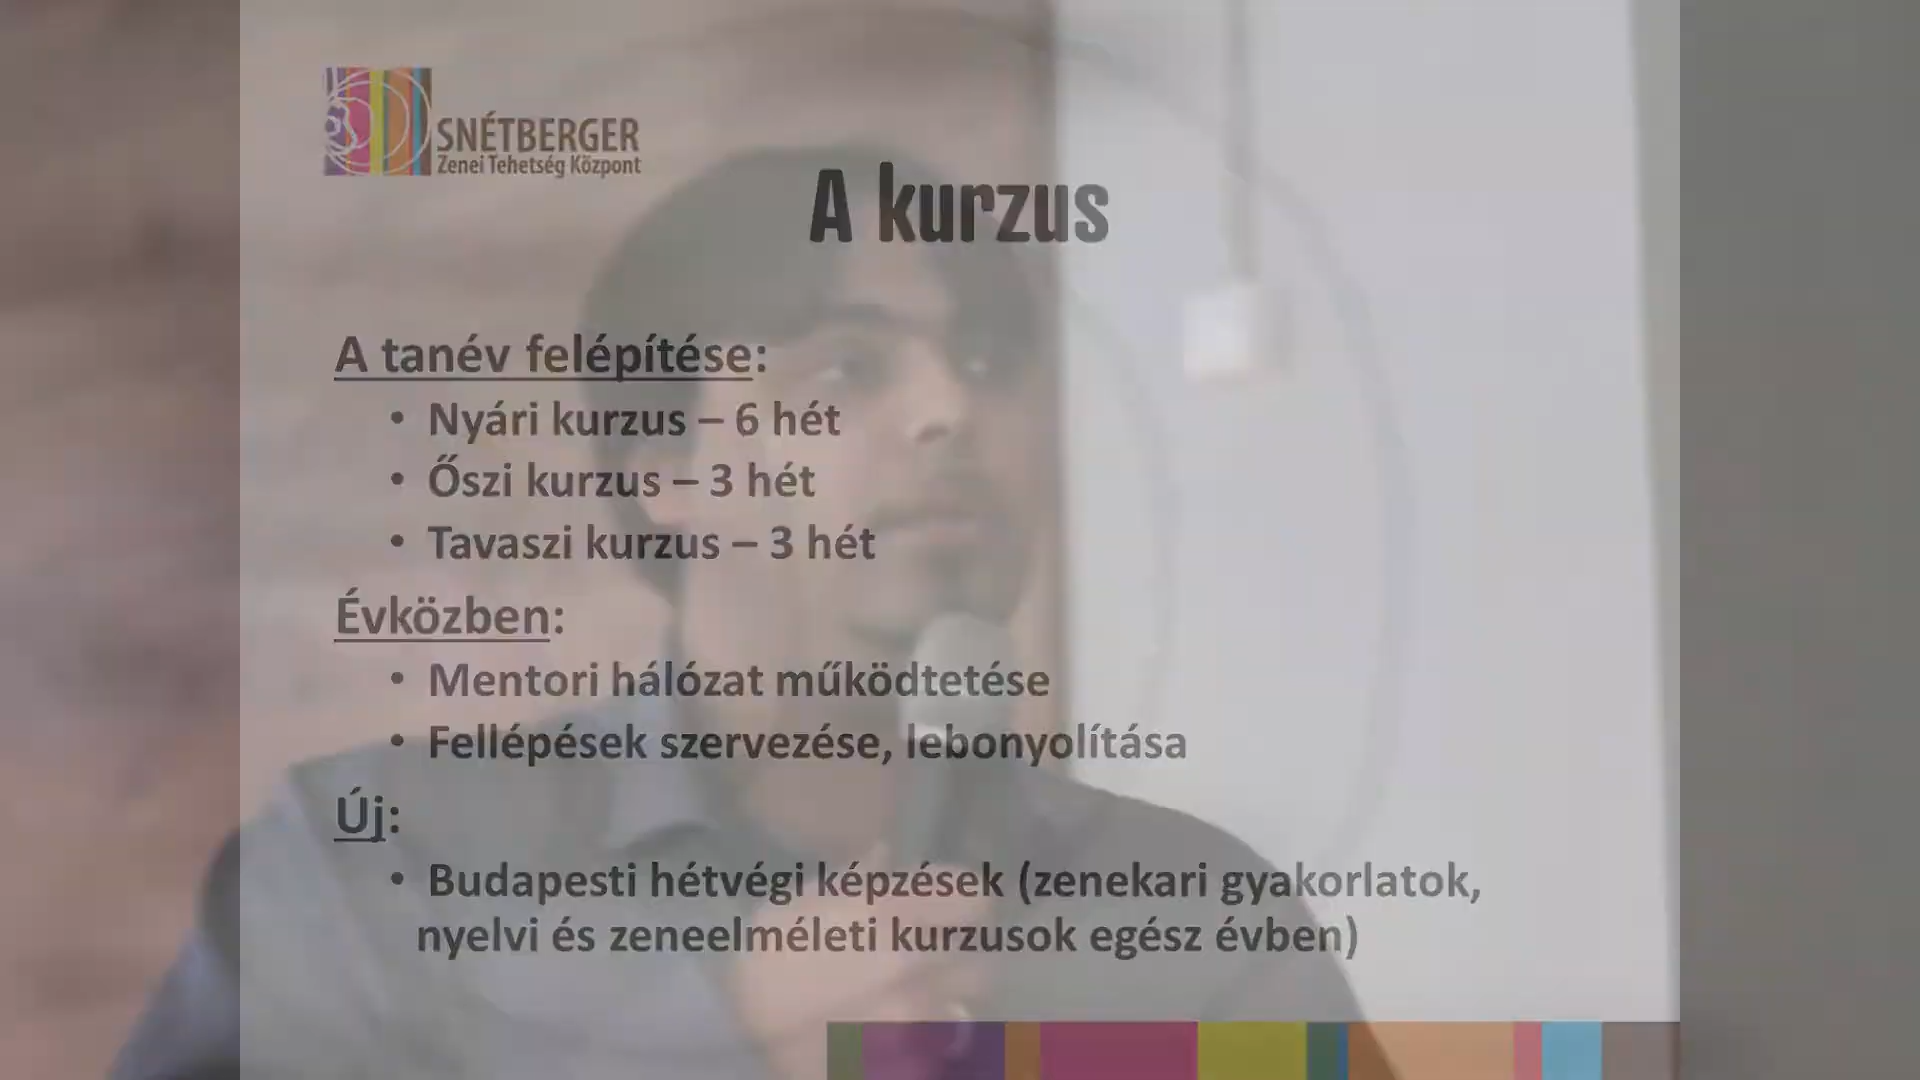 SNÉTBERGER
Zenei Tehetség Központ
A kurzus
A tanév felépítése:
• Nyári kurzus – 6 hét
• Őszi kurzus – 3 hét
• Tavaszi kurzus – 3 hét
Évközben:
• Mentori hálózat működtetése
• Fellépések szervezése, lebonyolítása
Új:
• Budapesti hétvégi képzések (zenekari gyakorlatok,
nyelvi és zeneelméleti kurzusok egész évben)